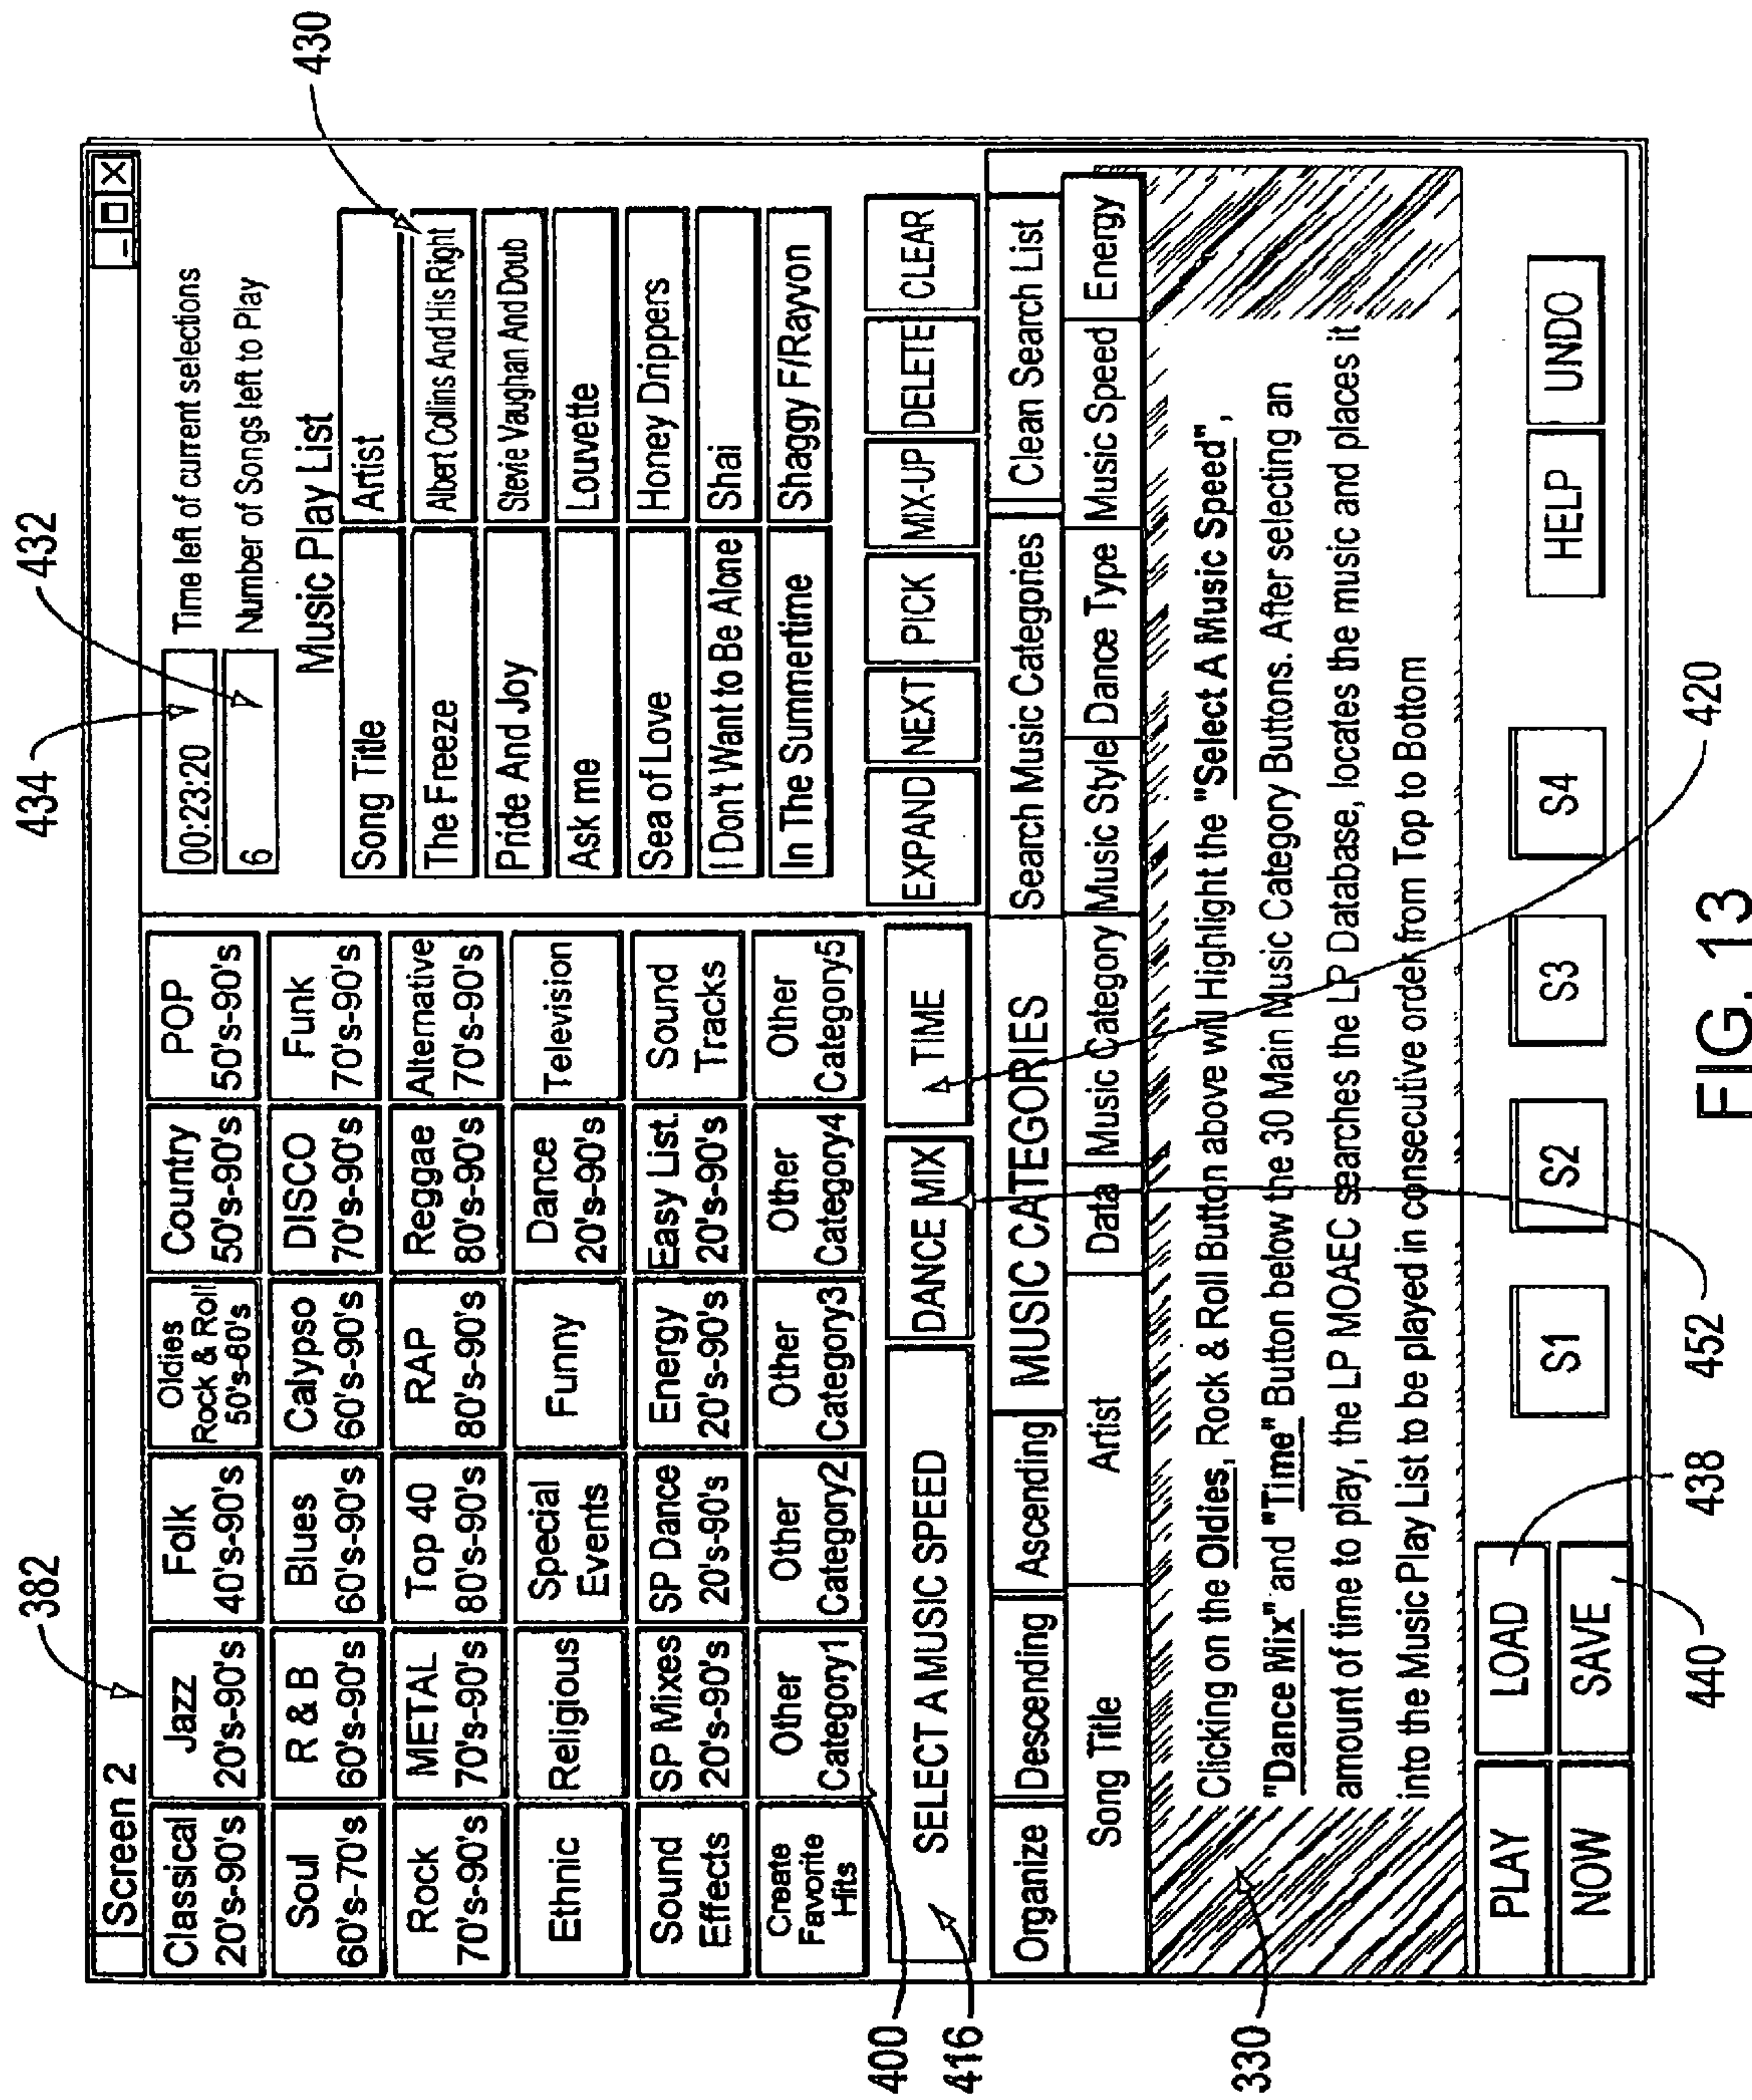 382
434
432
430
Screen 2
Classical 20's-90's
Jazz 20's-90's
Folk 40's-90's
Oldies Rock & Roll 50's-60's
Country 50's-90's
POP 50's-90's
Soul 60's-70's
R & B 60's-90's
Blues 60's-90's
Calypso 60's-90's
DISCO 70's-90's
Funk 70's-90's
Rock 70's-90's
METAL 70's-90's
Top 40 80's-90's
RAP 80's-90's
Reggae 80's-90's
Alternative 70's-90's
Ethnic
Religious
Special Events
Funny
Dance 20's-90's
Television
Sound Effects
SP Mixes 20's-90's
SP Dance 20's-90's
Energy 20's-90's
Easy List. 20's-90's
Sound Tracks
Create Favorite Hits
Other Category1
Other Category2
Other Category3
Other Category4
Other Category5
SELECT A MUSIC SPEED
DANCE MIX
TIME
00:23:20 Time left of current selections
6 Number of Songs left to Play
Music Play List
Song Title Artist
The Freeze Albert Collins And His Right
Pride And Joy Stevie Vaughan And Doub
Ask me Louvette
Sea of Love Honey Drippers
I Don't Want to Be Alone Shai
In The Summertime Shaggy F/Rayvon
EXPAND NEXT PICK MIX-UP DELETE CLEAR
Organize Descending Ascending MUSIC CATEGORIES Search Music Categories Clean Search List
Song Title Artist Data Music Category Music Style Dance Type Music Speed Energy
Clicking on the Oldies, Rock & Roll Button above will Highlight the "Select A Music Speed",
"Dance Mix" and "Time" Button below the 30 Main Music Category Buttons. After selecting an
amount of time to play, the LP MOAEC searches the LP Database, locates the music and places it
into the Music Play List to be played in consecutive order from Top to Bottom
PLAY LOAD
NOW SAVE
S1 S2 S3 S4 HELP UNDO
400
416
330
440
438
452
420
FIG. 13